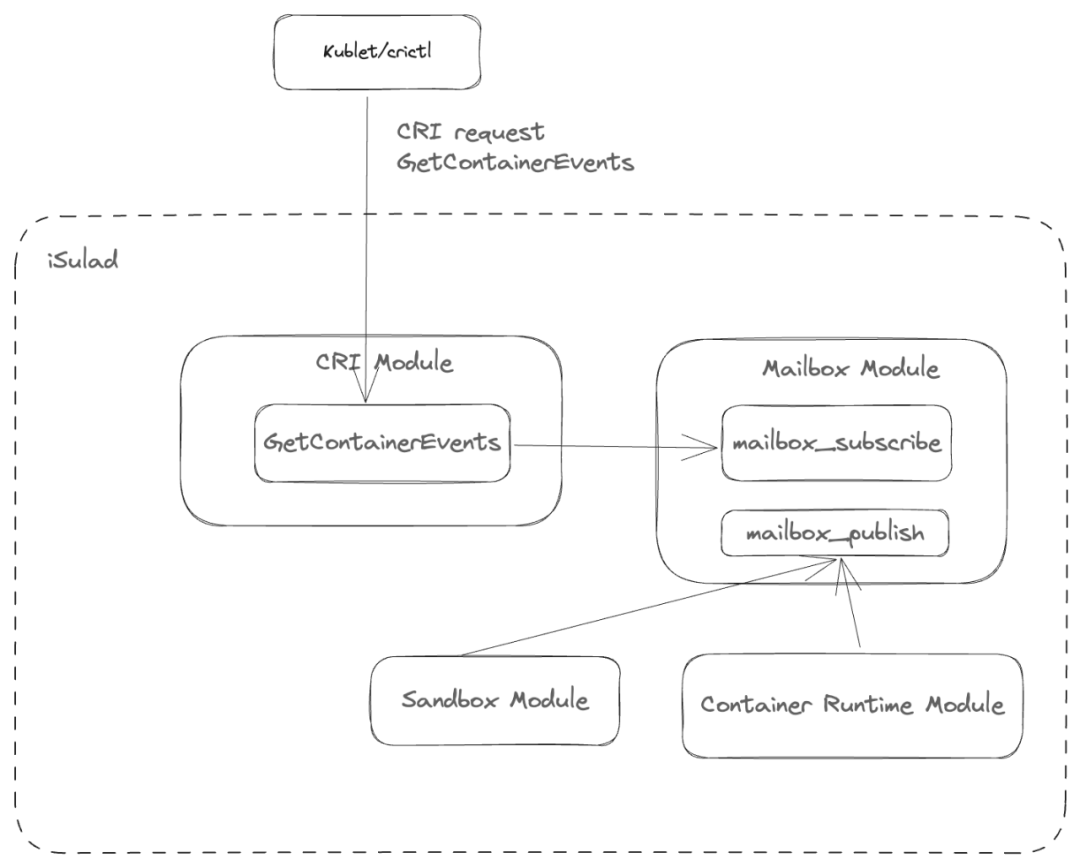 Kublet/crictl
CRI request
GetContainerEvents
iSulad
CRI Module
Mailbox Module
GetContainerEvents
mailbox_subscribe
mailbox_publish
Sandbox Module
Container Runtime Module